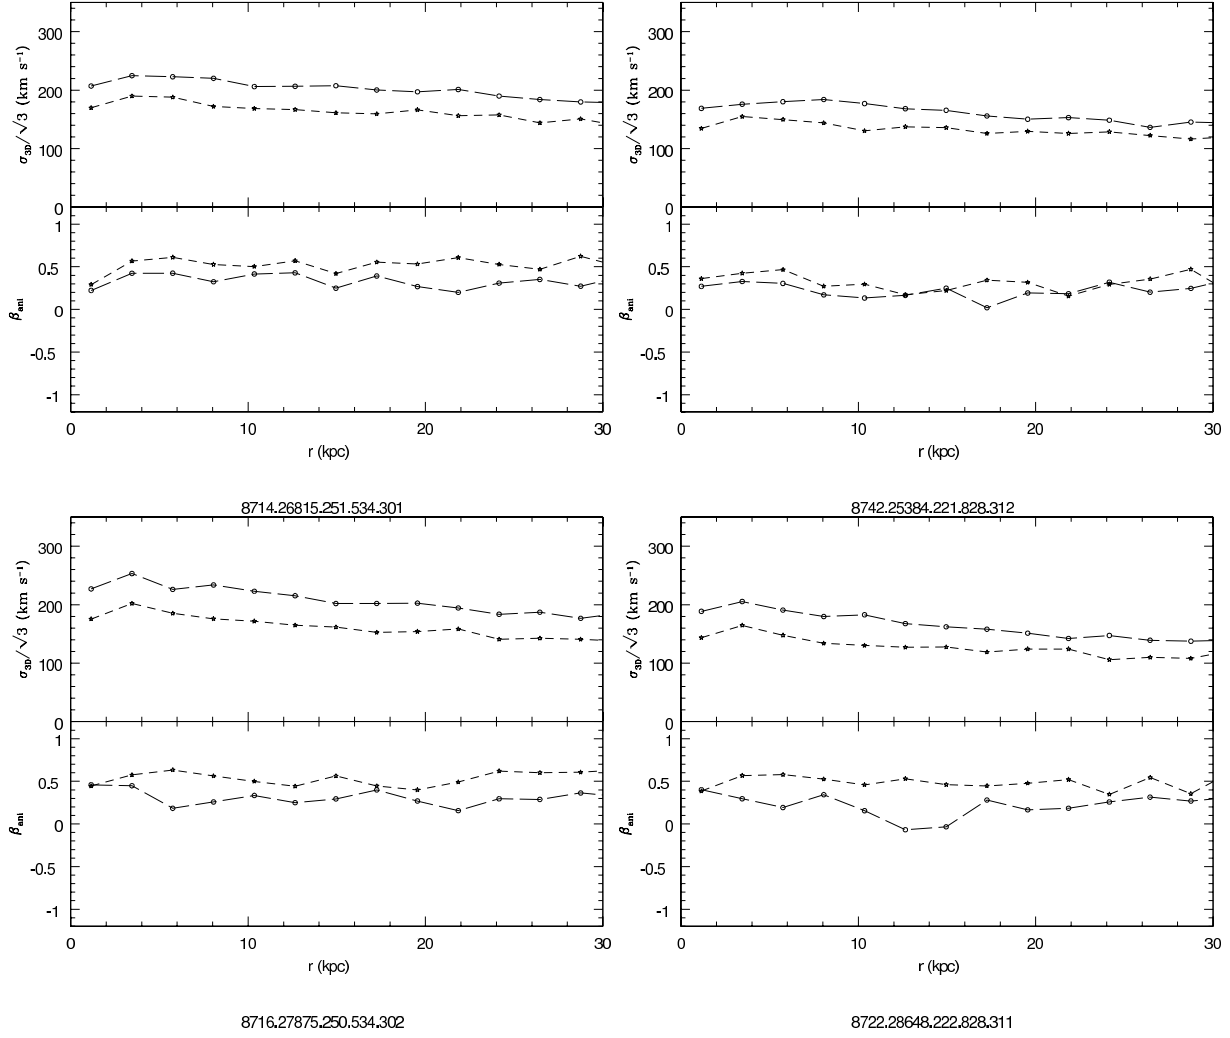 300
200
100
0
σ3D/√3 (km s⁻¹)
1
0.5
0
-0.5
-1
βani
0 10 20 30
r (kpc)
8714.26815.251.534.301
300
200
100
0
σ3D/√3 (km s⁻¹)
1
0.5
0
-0.5
-1
βani
0 10 20 30
r (kpc)
8742.25384.221.828.312
300
200
100
0
σ3D/√3 (km s⁻¹)
1
0.5
0
-0.5
-1
βani
0 10 20 30
r (kpc)
8716.27875.250.534.302
300
200
100
0
σ3D/√3 (km s⁻¹)
1
0.5
0
-0.5
-1
βani
0 10 20 30
r (kpc)
8722.28648.222.828.311